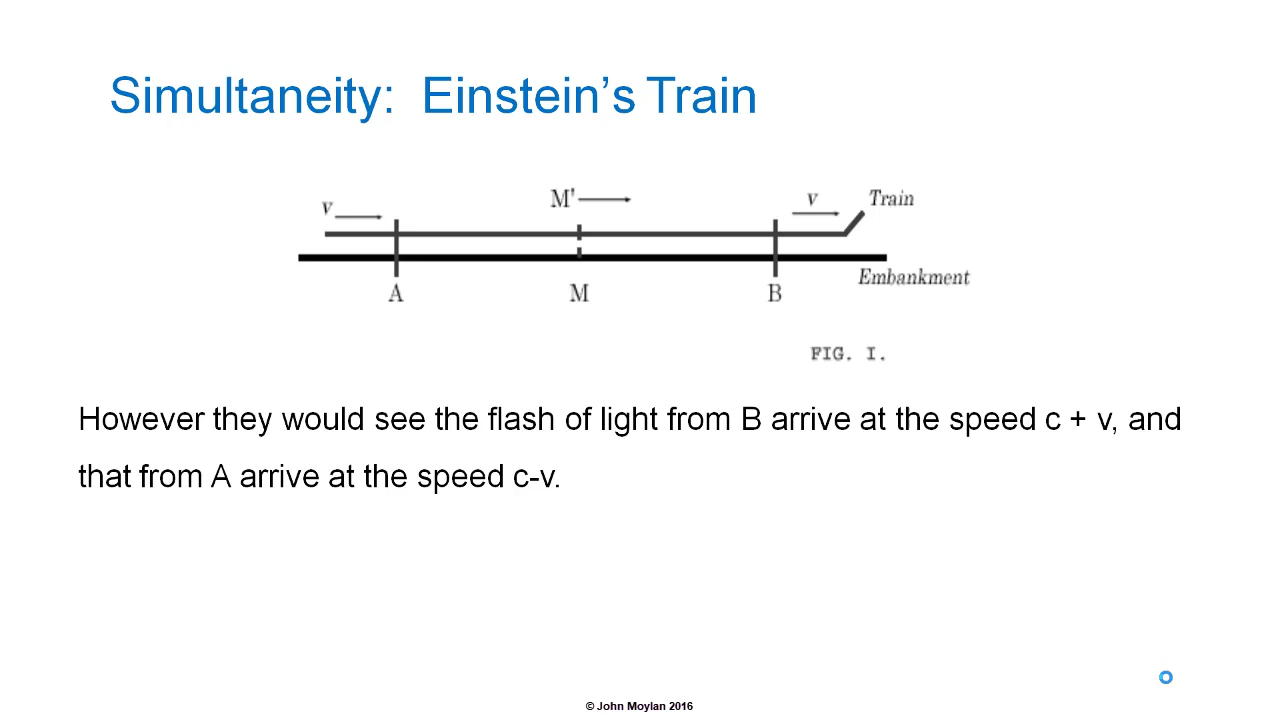 Simultaneity: Einstein’s Train
v M' v Train
Embankment
A M B
FIG. I.
However they would see the flash of light from B arrive at the speed c + v, and
that from A arrive at the speed c-v.
© John Moylan 2016